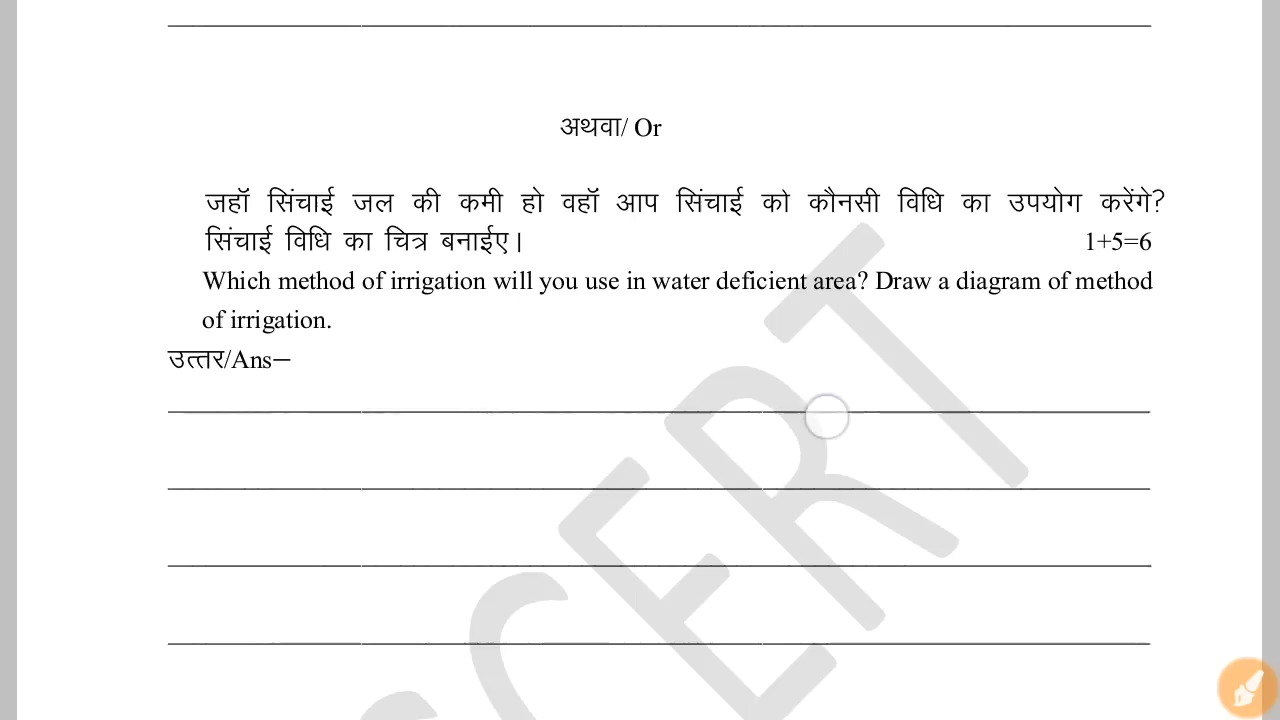 अथवा/ Or
जहॉ सिंचाई जल की कमी हो वहॉ आप सिंचाई को कौनसी विधि का उपयोग करेंगे?
सिंचाई विधि का चित्र बनाईए। 1+5=6
Which method of irrigation will you use in water deficient area? Draw a diagram of method
of irrigation.
उत्तर/Ans–
SCERT